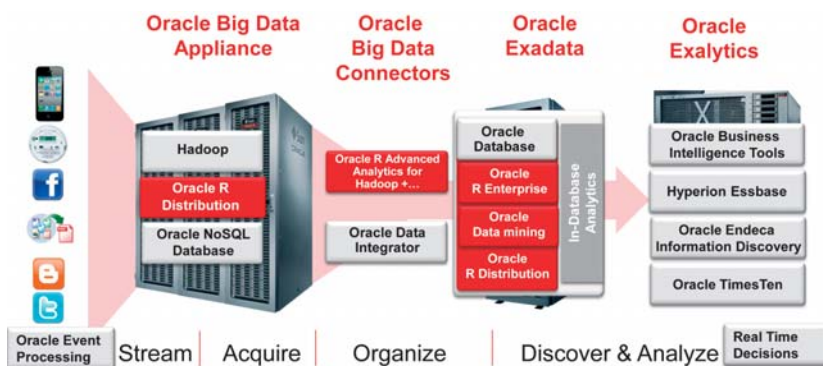 Oracle Big Data
Appliance
Oracle
Big Data
Connectors
Oracle
Exadata
Oracle
Exalytics
Hadoop
Oracle R
Distribution
Oracle NoSQL
Database
Oracle R Advanced
Analytics for
Hadoop +...
Oracle Data
Integrator
Oracle
Database
Oracle
R Enterprise
Oracle
Data mining
Oracle
R Distribution
In-Database
Analytics
X
Oracle Business
Intelligence Tools
Hyperion Essbase
Oracle Endeca
Information Discovery
Oracle TimesTen
Oracle Event
Processing
Stream
Acquire
Organize
Discover & Analyze
Real Time
Decisions